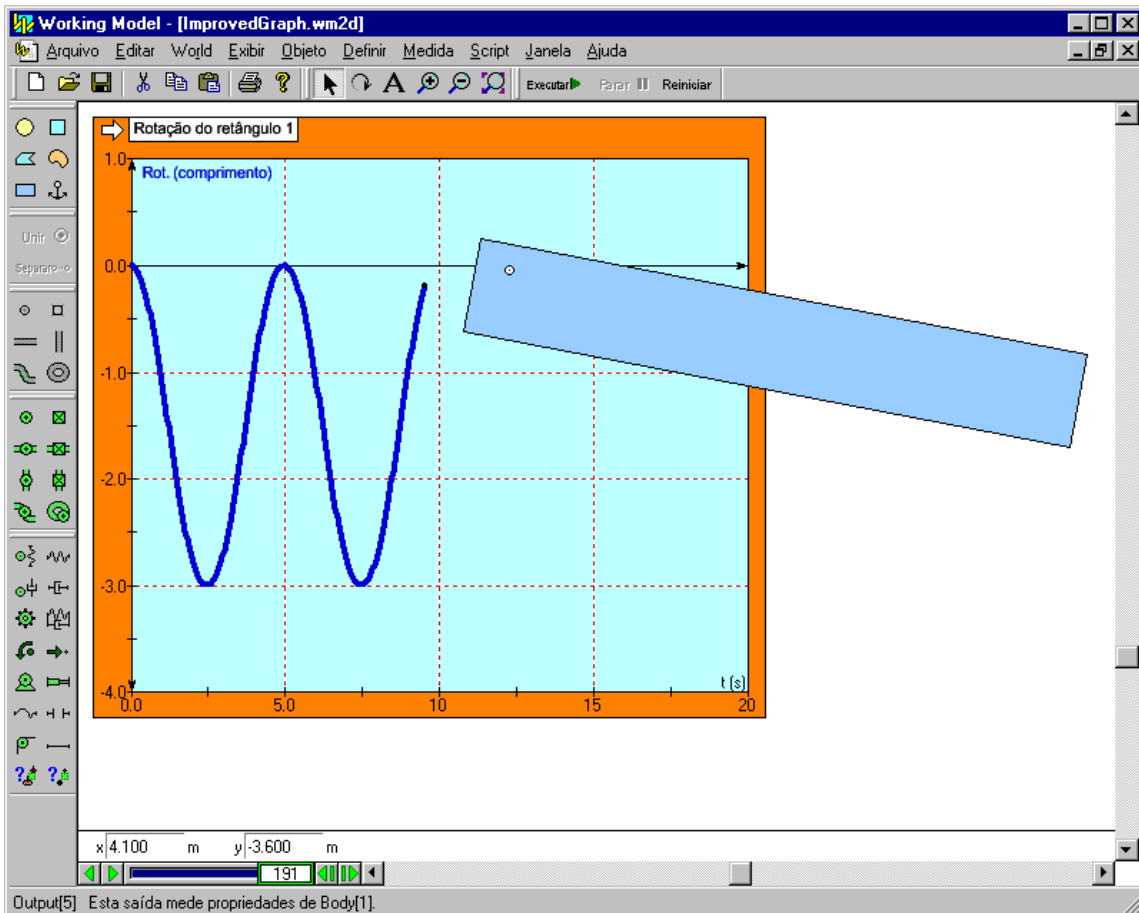 Working Model - [ImprovedGraph.wm2d]
Arquivo Editar World Exibir Objeto Definir Medida Script Janela Ajuda
A Executar Parar Reiniciar
Rotação do retângulo 1
1.0
Rot. (comprimento)
Unir
Separar
0.0
-1.0
-2.0
-3.0
t (s)
-4.0
0.0 5.0 10 15 20
x 4.100 m y -3.600 m
191
Output[5] Esta saída mede propriedades de Body[1].